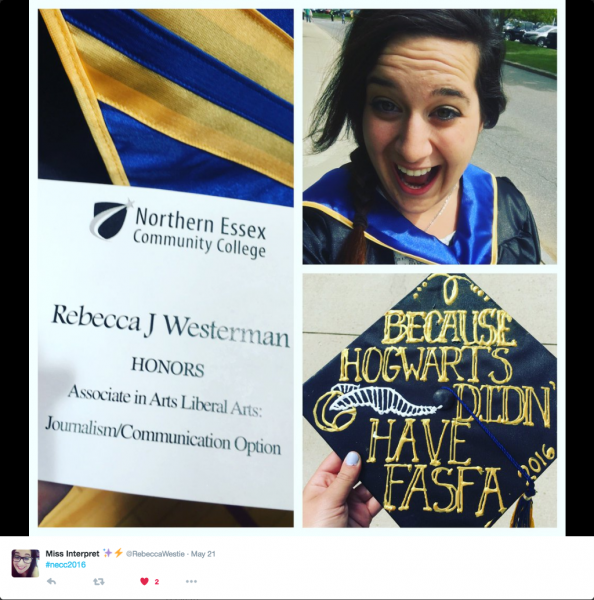 Northern Essex
Community College
Rebecca J Westerman
HONORS
Associate in Arts Liberal Arts:
Journalism/Communication Option
BECAUSE
HOGWARTS
DIDN'
HAVE
FASFA
2016
Miss Interpret ✨⚡ @RebeccaWestie · May 21
#necc2016
2